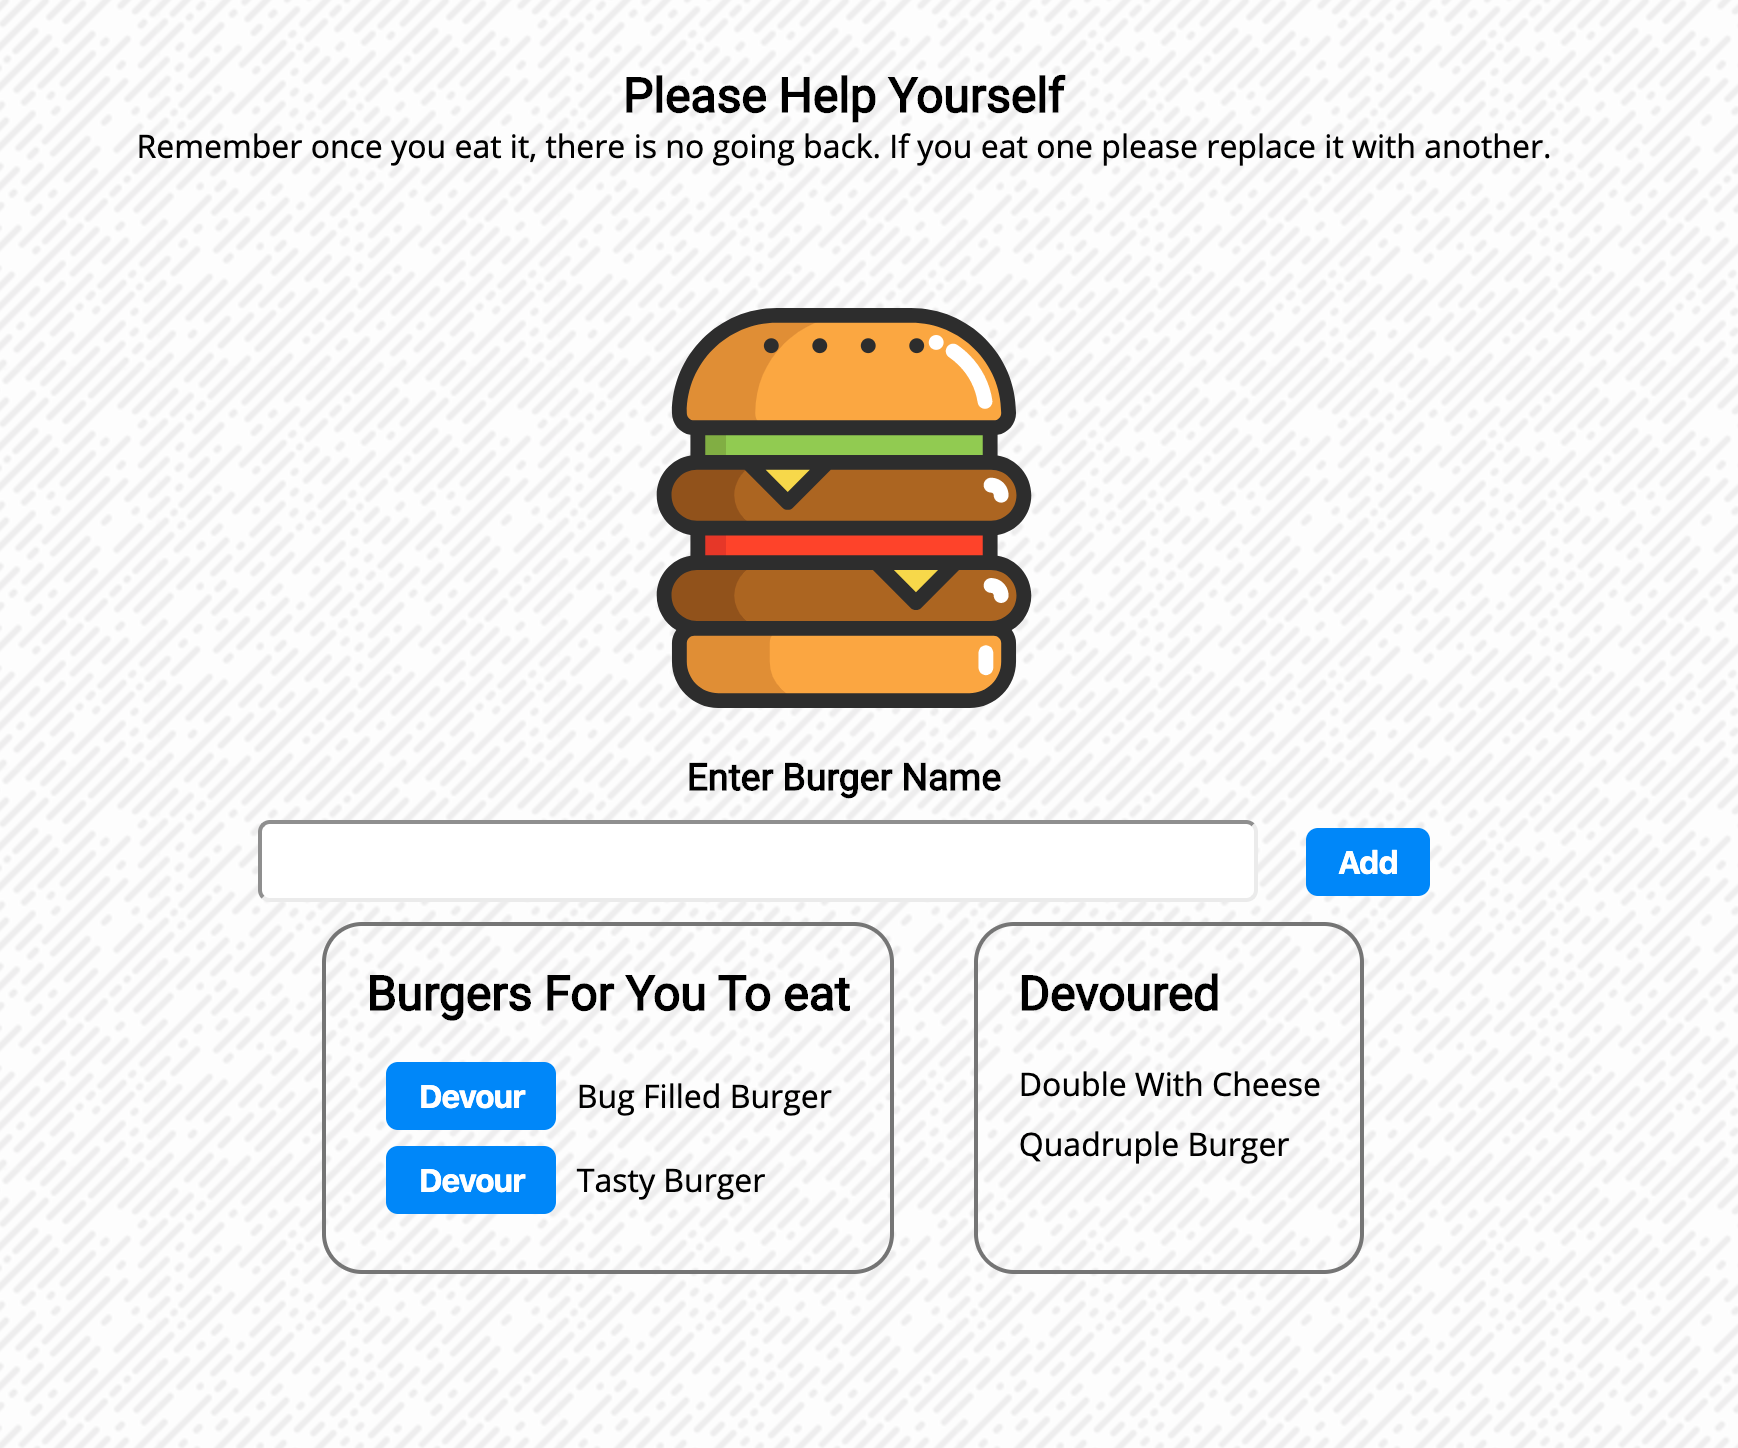 Please Help Yourself
Remember once you eat it, there is no going back. If you eat one please replace it with another.
Enter Burger Name
Add
Burgers For You To eat
Devour Bug Filled Burger
Devour Tasty Burger
Devoured
Double With Cheese
Quadruple Burger